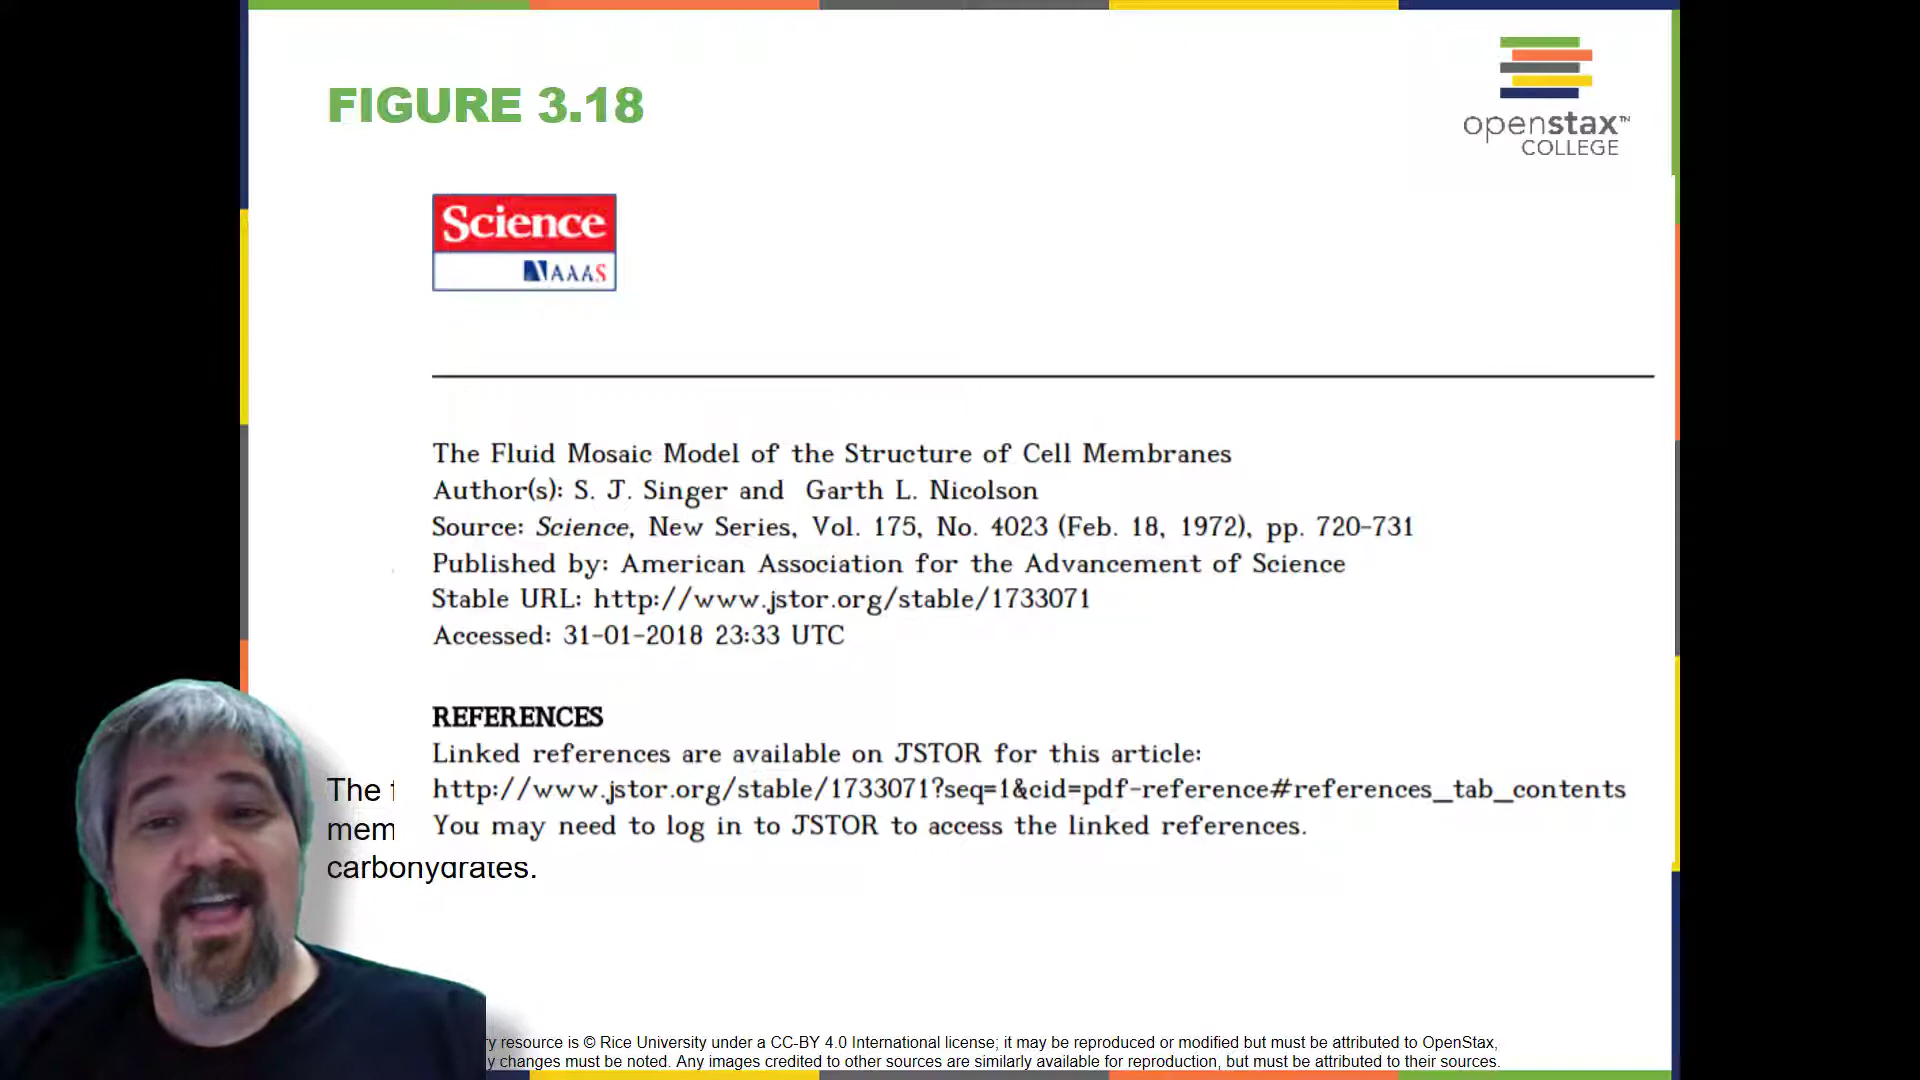 FIGURE 3.18
openstax™
COLLEGE
Science
AAAS
The Fluid Mosaic Model of the Structure of Cell Membranes
Author(s): S. J. Singer and Garth L. Nicolson
Source: Science, New Series, Vol. 175, No. 4023 (Feb. 18, 1972), pp. 720-731
Published by: American Association for the Advancement of Science
Stable URL: http://www.jstor.org/stable/1733071
Accessed: 31-01-2018 23:33 UTC
REFERENCES
Linked references are available on JSTOR for this article:
http://www.jstor.org/stable/1733071?seq=1&cid=pdf-reference#references_tab_contents
You may need to log in to JSTOR to access the linked references.
The
mem
carbohydrates.
y resource is © Rice University under a CC-BY 4.0 International license; it may be reproduced or modified but must be attributed to OpenStax,
y changes must be noted. Any images credited to other sources are similarly available for reproduction, but must be attributed to their sources.